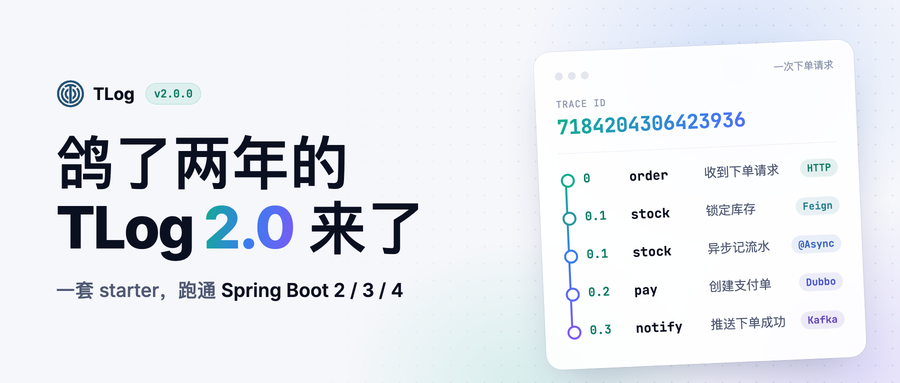 TLog v2.0.0
鸽了两年的
TLog 2.0 来了
一套 starter，跑通 Spring Boot 2 / 3 / 4
一次下单请求
TRACE ID
7184204306423936
0 order 收到下单请求 HTTP
0.1 stock 锁定库存 Feign
0.1 stock 异步记流水 @Async
0.2 pay 创建支付单 Dubbo
0.3 notify 推送下单成功 Kafka